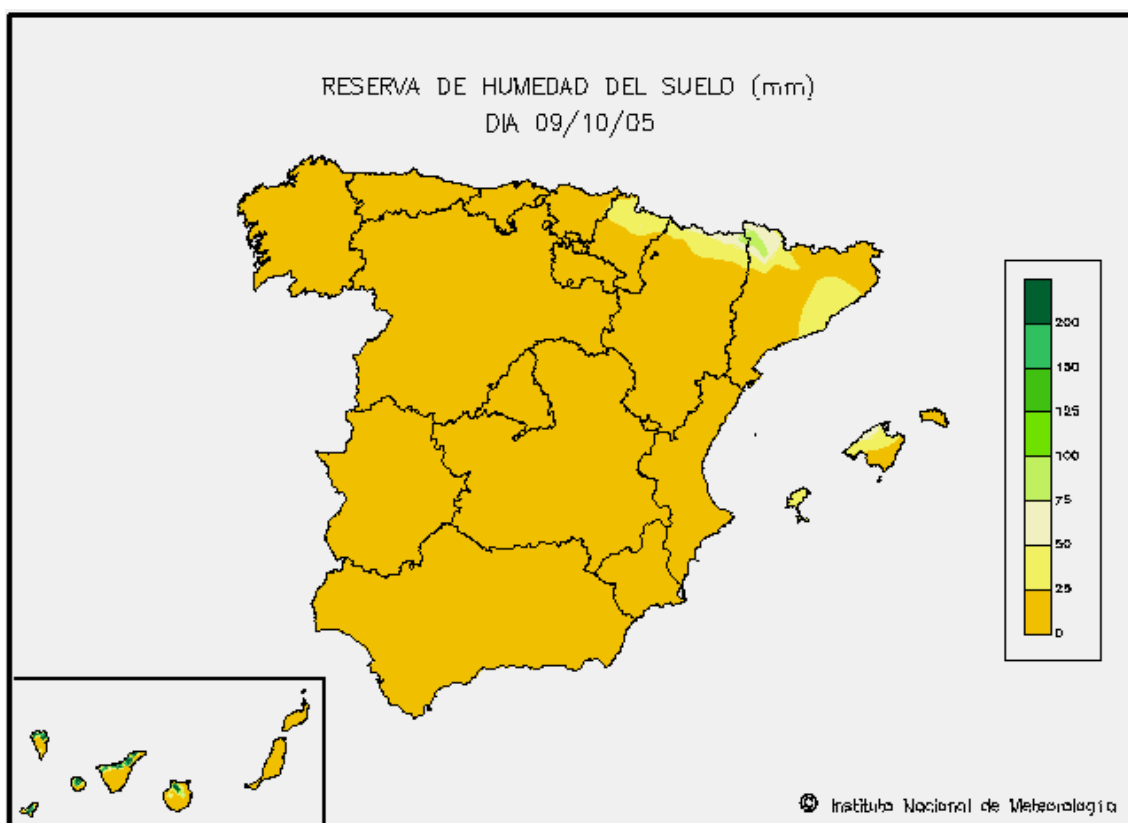 RESERVA DE HUMEDAD DEL SUELO (mm)
DIA 09/10/05
200
150
125
100
75
50
25
0
© Instituto Nacional de Meteorología